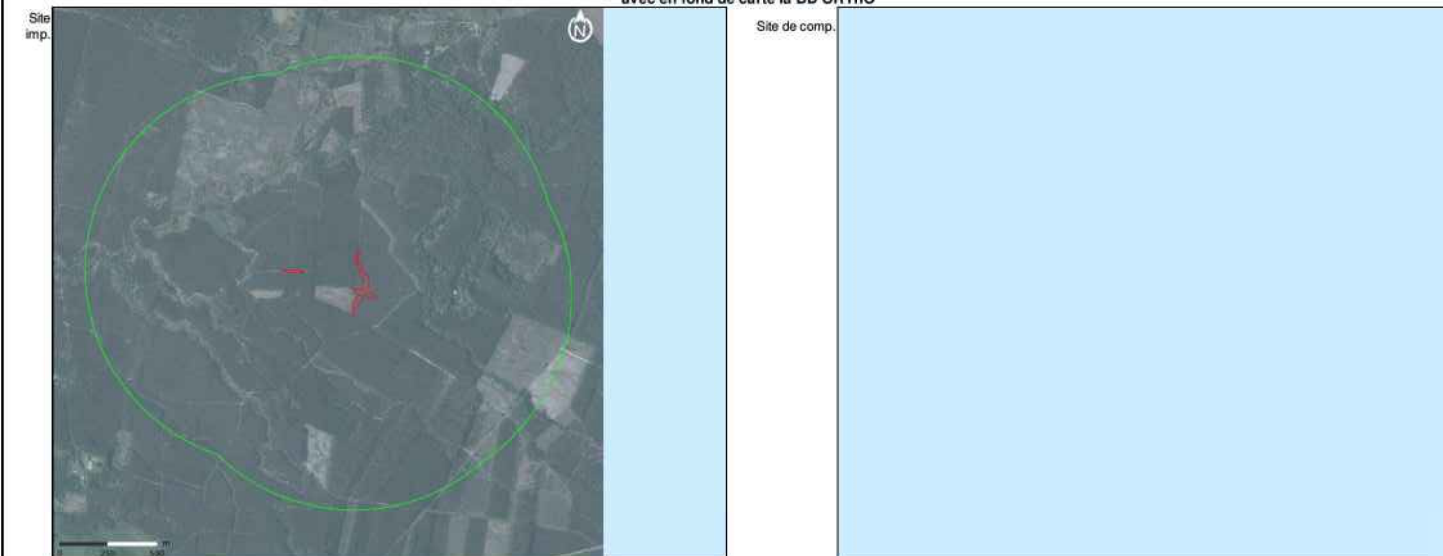 avec en fond de carte la BD ORTHO
Site imp.
N
Site de comp.
0 250 500 m